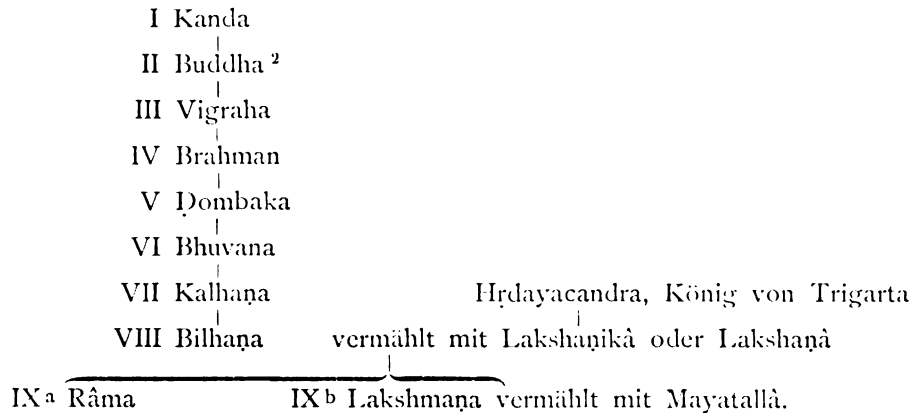 I Kanda
II Buddha ²
III Vigraha
IV Brahman
V Ḍombaka
VI Bhuvana
VII Kalhaṇa Hṛdayacandra, König von Trigarta
VIII Bilhaṇa vermählt mit Lakshaṇikâ oder Lakshaṇâ
IXa Râma IXb Lakshmaṇa vermählt mit Mayatallâ.